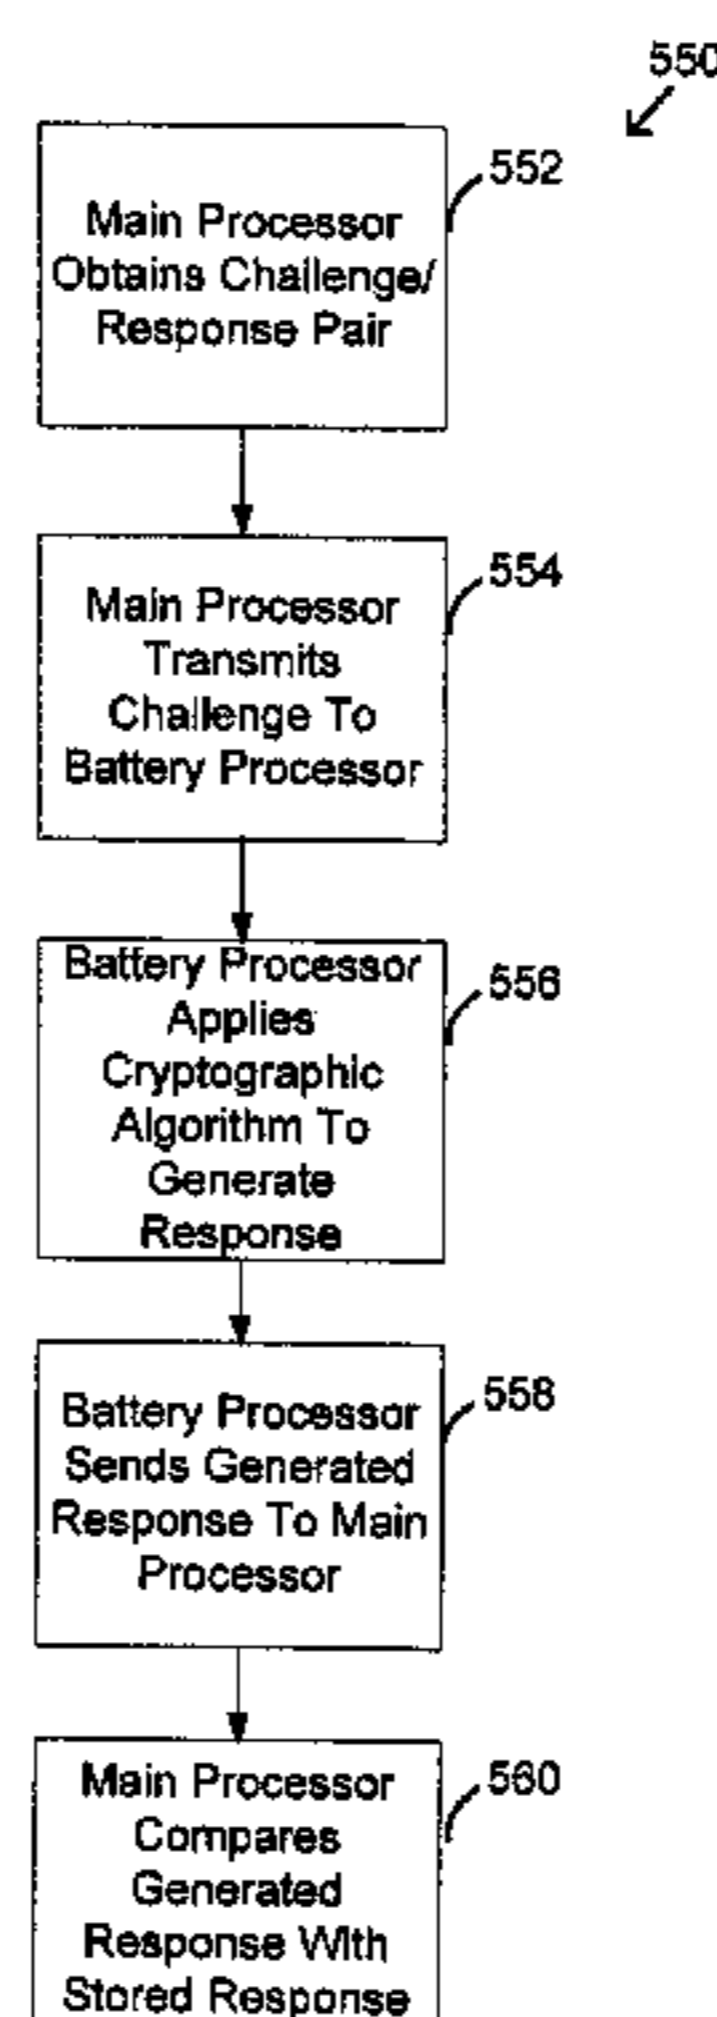 550
552
Main Processor
Obtains Challenge/
Response Pair
554
Main Processor
Transmits
Challenge To
Battery Processor
556
Battery Processor
Applies
Cryptographic
Algorithm To
Generate
Response
558
Battery Processor
Sends Generated
Response To Main
Processor
560
Main Processor
Compares
Generated
Response With
Stored Response